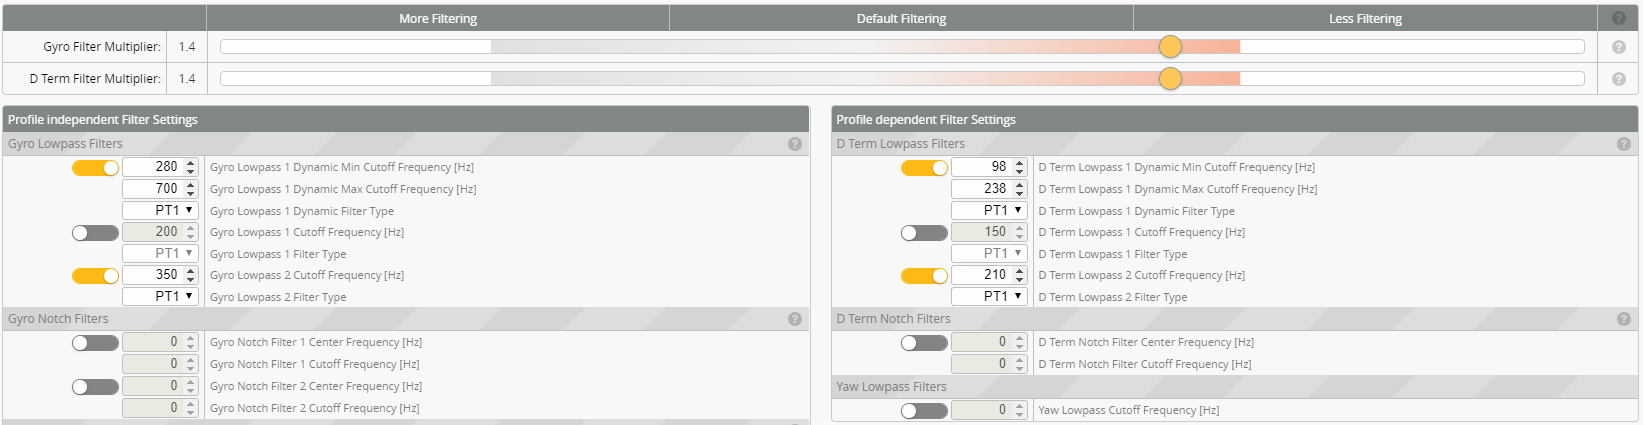 More Filtering Default Filtering Less Filtering ?
Gyro Filter Multiplier: 1.4 ?
D Term Filter Multiplier: 1.4 ?
Profile independent Filter Settings
Gyro Lowpass Filters ?
280 Gyro Lowpass 1 Dynamic Min Cutoff Frequency [Hz]
700 Gyro Lowpass 1 Dynamic Max Cutoff Frequency [Hz]
PT1 Gyro Lowpass 1 Dynamic Filter Type
200 Gyro Lowpass 1 Cutoff Frequency [Hz]
PT1 Gyro Lowpass 1 Filter Type
350 Gyro Lowpass 2 Cutoff Frequency [Hz]
PT1 Gyro Lowpass 2 Filter Type
Gyro Notch Filters ?
0 Gyro Notch Filter 1 Center Frequency [Hz]
0 Gyro Notch Filter 1 Cutoff Frequency [Hz]
0 Gyro Notch Filter 2 Center Frequency [Hz]
0 Gyro Notch Filter 2 Cutoff Frequency [Hz]
Profile dependent Filter Settings
D Term Lowpass Filters ?
98 D Term Lowpass 1 Dynamic Min Cutoff Frequency [Hz]
238 D Term Lowpass 1 Dynamic Max Cutoff Frequency [Hz]
PT1 D Term Lowpass 1 Dynamic Filter Type
150 D Term Lowpass 1 Cutoff Frequency [Hz]
PT1 D Term Lowpass 1 Filter Type
210 D Term Lowpass 2 Cutoff Frequency [Hz]
PT1 D Term Lowpass 2 Filter Type
D Term Notch Filters ?
0 D Term Notch Filter Center Frequency [Hz]
0 D Term Notch Filter Cutoff Frequency [Hz]
Yaw Lowpass Filters
0 Yaw Lowpass Cutoff Frequency [Hz]